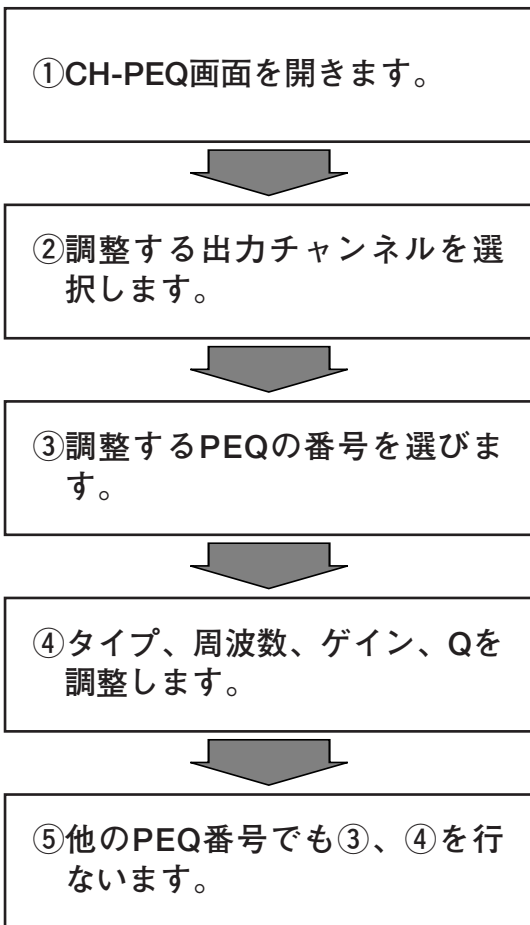 ①CH-PEQ画面を開きます。
②調整する出力チャンネルを選
択します。
③調整するPEQの番号を選びま
す。
④タイプ、周波数、ゲイン、Qを
調整します。
⑤他のPEQ番号でも③、④を行
ないます。